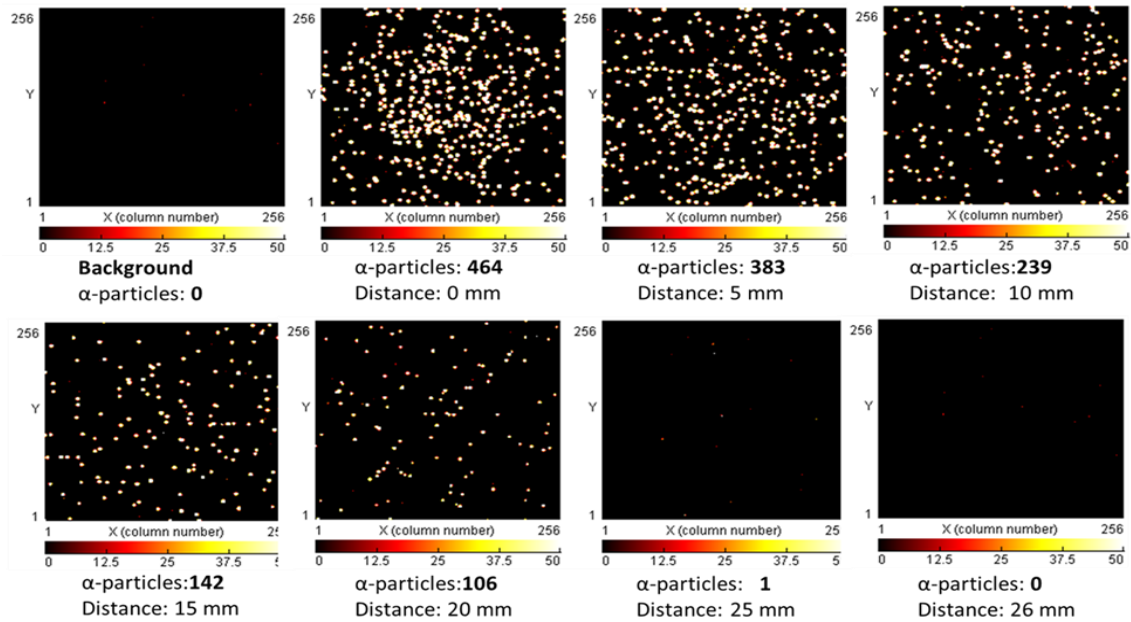 256
Y
1
1 X (column number) 256
0 12.5 25 37.5 50
Background
α-particles: 0
256
Y
1
1 X (column number) 256
0 12.5 25 37.5 50
α-particles: 464
Distance: 0 mm
256
Y
1
1 X (column number) 256
0 12.5 25 37.5 50
α-particles: 383
Distance: 5 mm
256
Y
1
1 X (column number) 256
0 12.5 25 37.5 50
α-particles:239
Distance: 10 mm
256
Y
1
1 X (column number) 25
0 12.5 25 37.5 5
α-particles:142
Distance: 15 mm
256
Y
1
1 X (column number) 256
0 12.5 25 37.5 50
α-particles:106
Distance: 20 mm
256
Y
1
1 X (column number) 25
0 12.5 25 37.5 5
α-particles: 1
Distance: 25 mm
256
Y
1
1 X (column number) 256
0 12.5 25 37.5 50
α-particles: 0
Distance: 26 mm